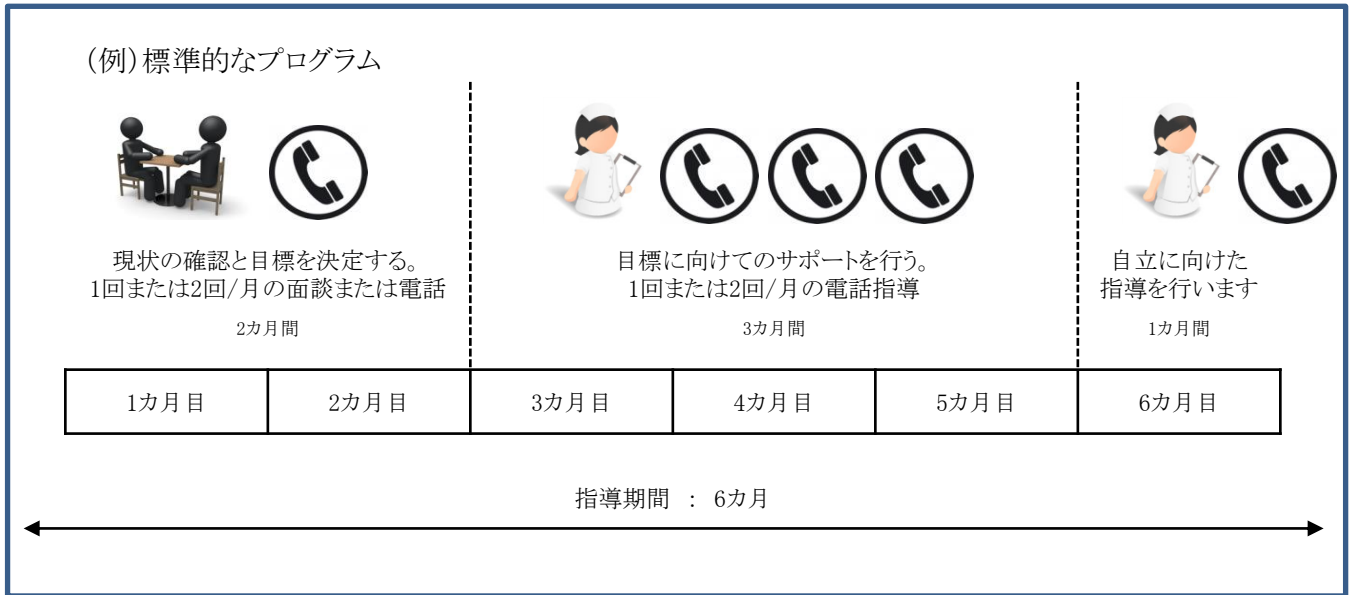 （例）標準的なプログラム
現状の確認と目標を決定する。
1回または2回/月の面談または電話
2カ月間
目標に向けてのサポートを行う。
1回または2回/月の電話指導
3カ月間
自立に向けた
指導を行います
1カ月間
1カ月目
2カ月目
3カ月目
4カ月目
5カ月目
6カ月目
指導期間 ： 6カ月